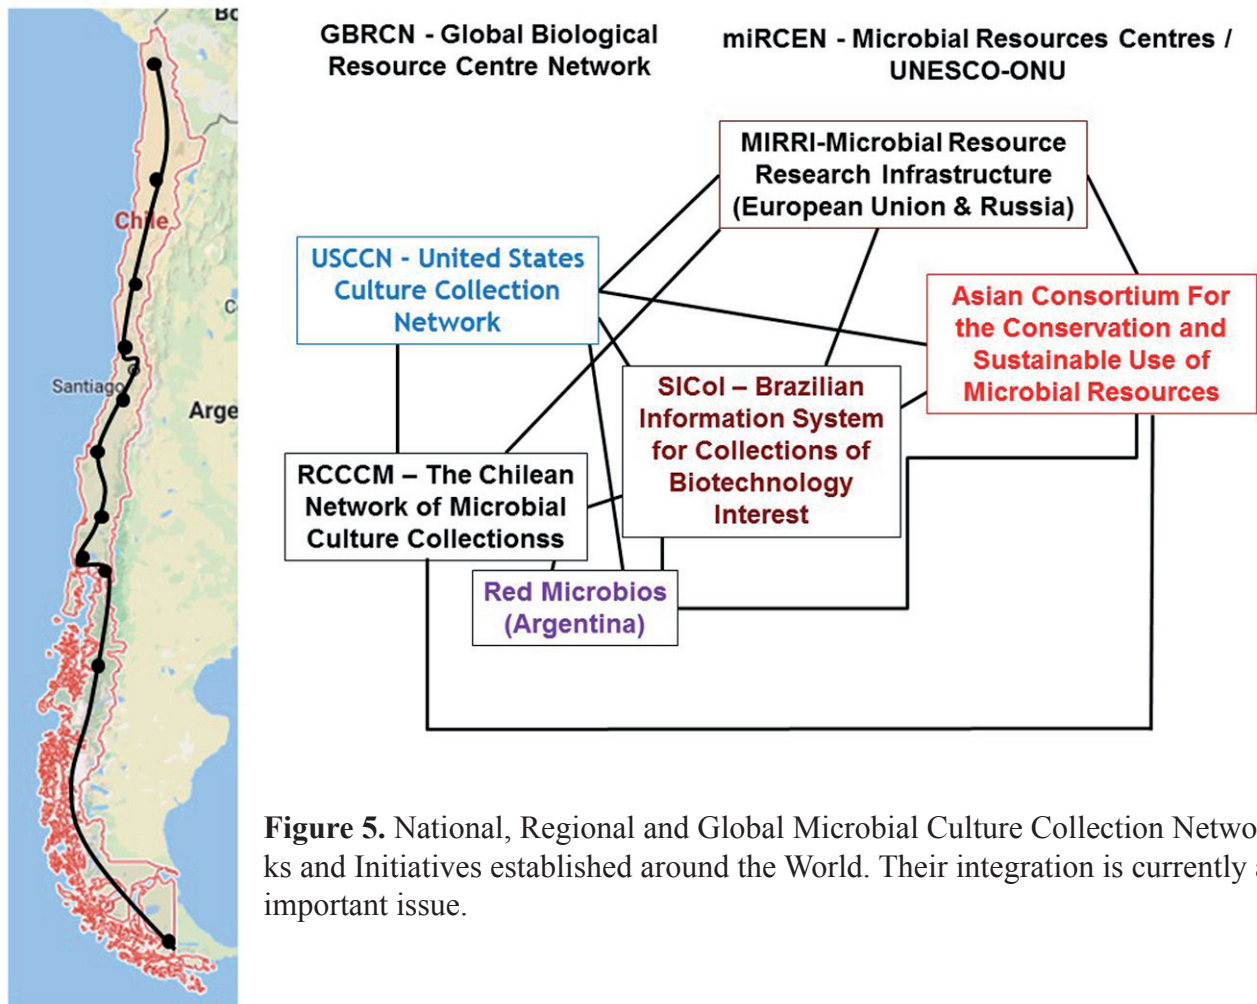 Bo
Chile
C
Santiago
Arge
GBRCN - Global Biological
Resource Centre Network
miRCEN - Microbial Resources Centres /
UNESCO-ONU
MIRRI-Microbial Resource
Research Infrastructure
(European Union & Russia)
USCCN - United States
Culture Collection
Network
Asian Consortium For
the Conservation and
Sustainable Use of
Microbial Resources
SICol – Brazilian
Information System
for Collections of
Biotechnology
Interest
RCCCM – The Chilean
Network of Microbial
Culture Collectionss
Red Microbios
(Argentina)
Figure 5. National, Regional and Global Microbial Culture Collection Networ
ks and Initiatives established around the World. Their integration is currently a
important issue.